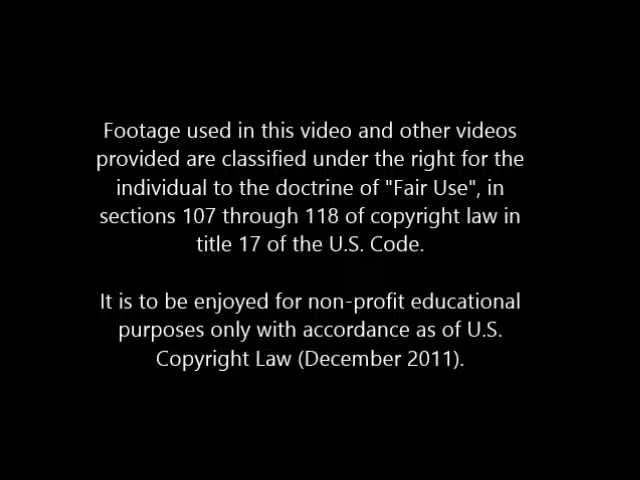 Footage used in this video and other videos
provided are classified under the right for the
individual to the doctrine of "Fair Use", in
sections 107 through 118 of copyright law in
title 17 of the U.S. Code.
It is to be enjoyed for non-profit educational
purposes only with accordance as of U.S.
Copyright Law (December 2011).